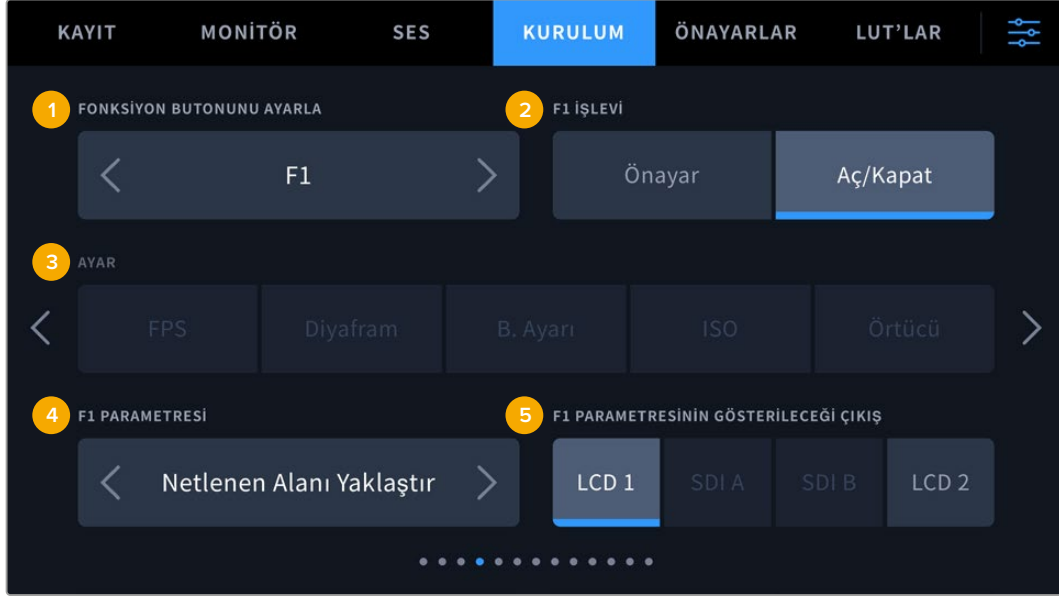 KAYIT MONİTÖR SES KURULUM ÖNAYARLAR LUT’LAR
1 FONKSİYON BUTONUNU AYARLA 2 F1 İŞLEVİ
F1 Önayar Aç/Kapat
3 AYAR
FPS Diyafram B. Ayarı ISO Örtücü
4 F1 PARAMETRESİ 5 F1 PARAMETRESİNİN GÖSTERİLECEĞİ ÇIKIŞ
Netlenen Alanı Yaklaştır LCD 1 SDI A SDI B LCD 2